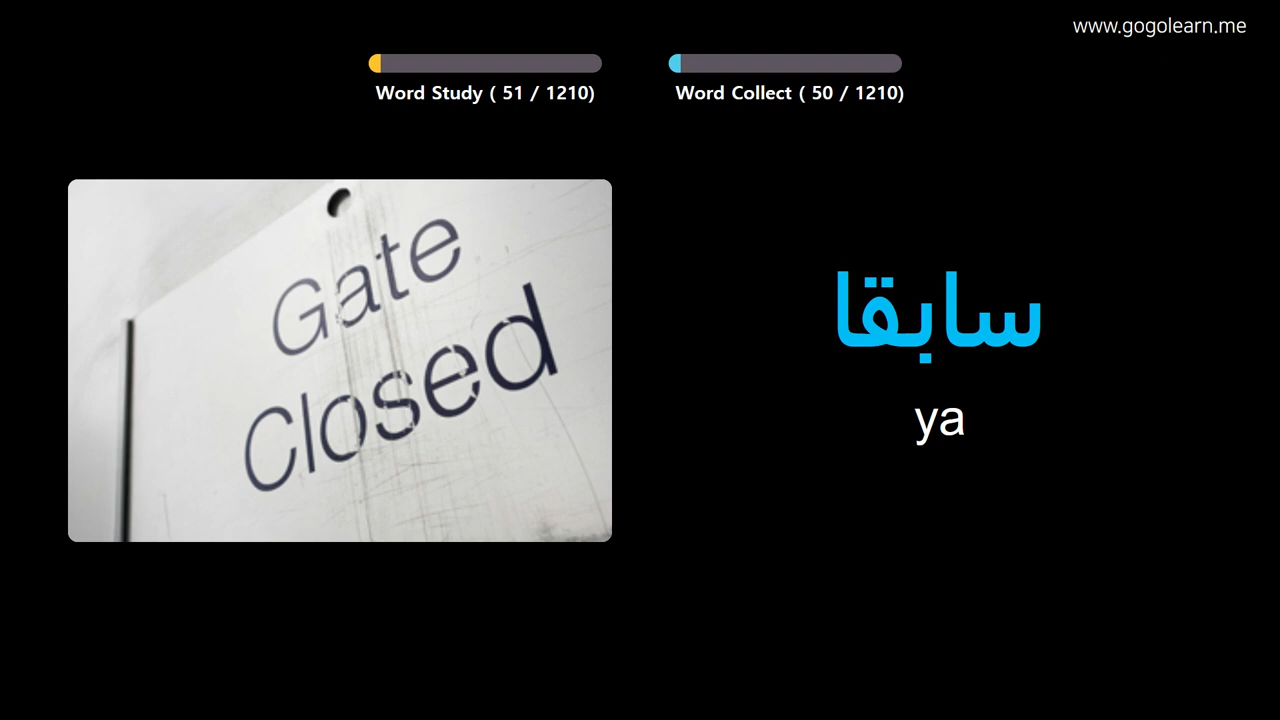 www.gogolearn.me
Word Study ( 51 / 1210)
Word Collect ( 50 / 1210)
Gate
Closed
سابقا
ya